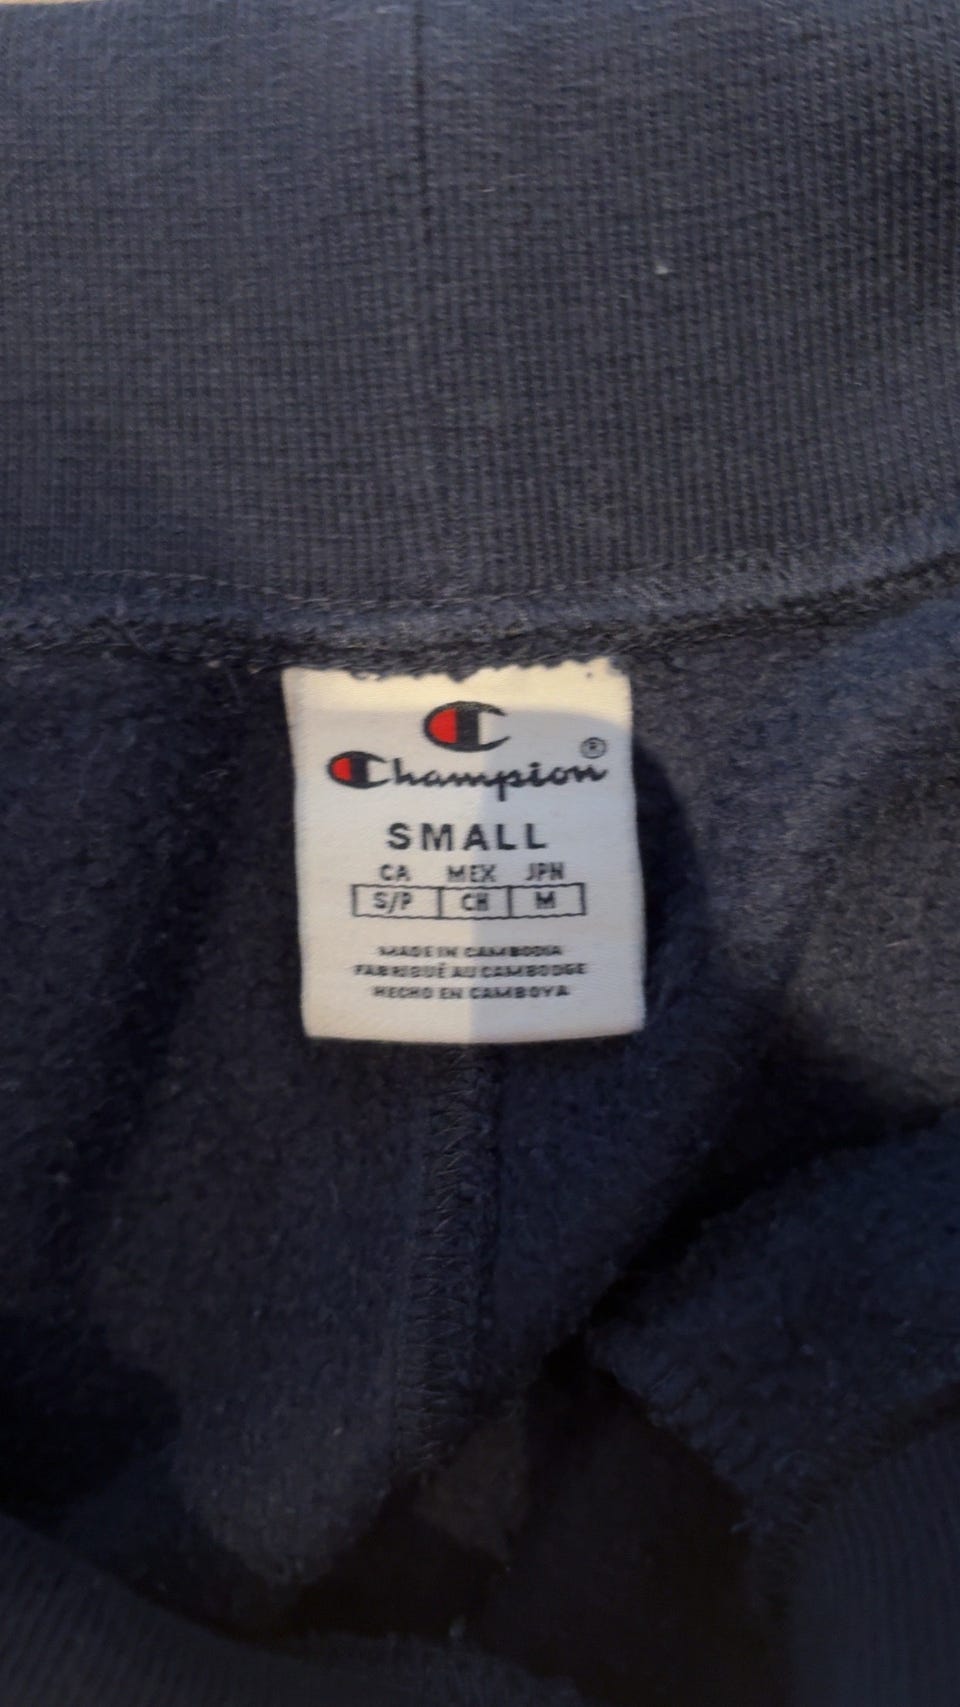 Champion®
SMALL
CA MEX JPN
S/P CH M
MADE IN CAMBODIA
FABRIQUÉ AU CAMBODGE
HECHO EN CAMBOYA